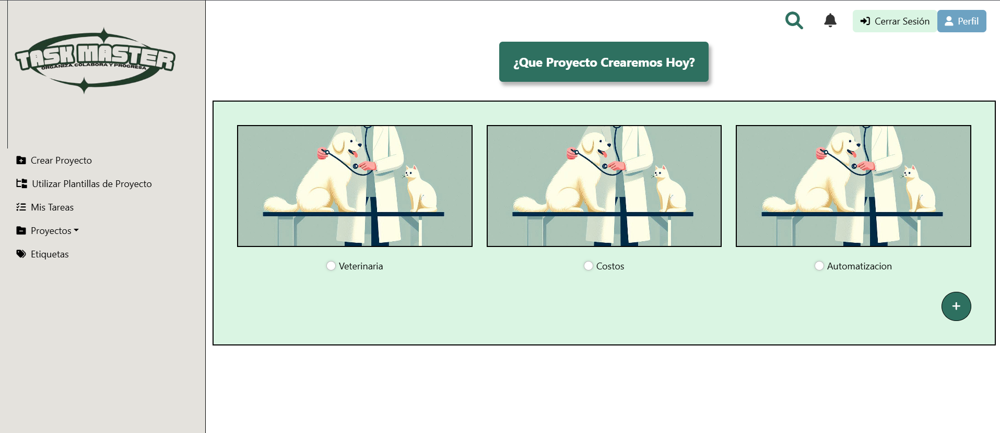 TASK MASTER
ORGANIZA, COLABORA Y PROGRESA
Crear Proyecto
Utilizar Plantillas de Proyecto
Mis Tareas
Proyectos
Etiquetas
Cerrar Sesión
Perfil
¿Que Proyecto Crearemos Hoy?
Veterinaria
Costos
Automatizacion
+